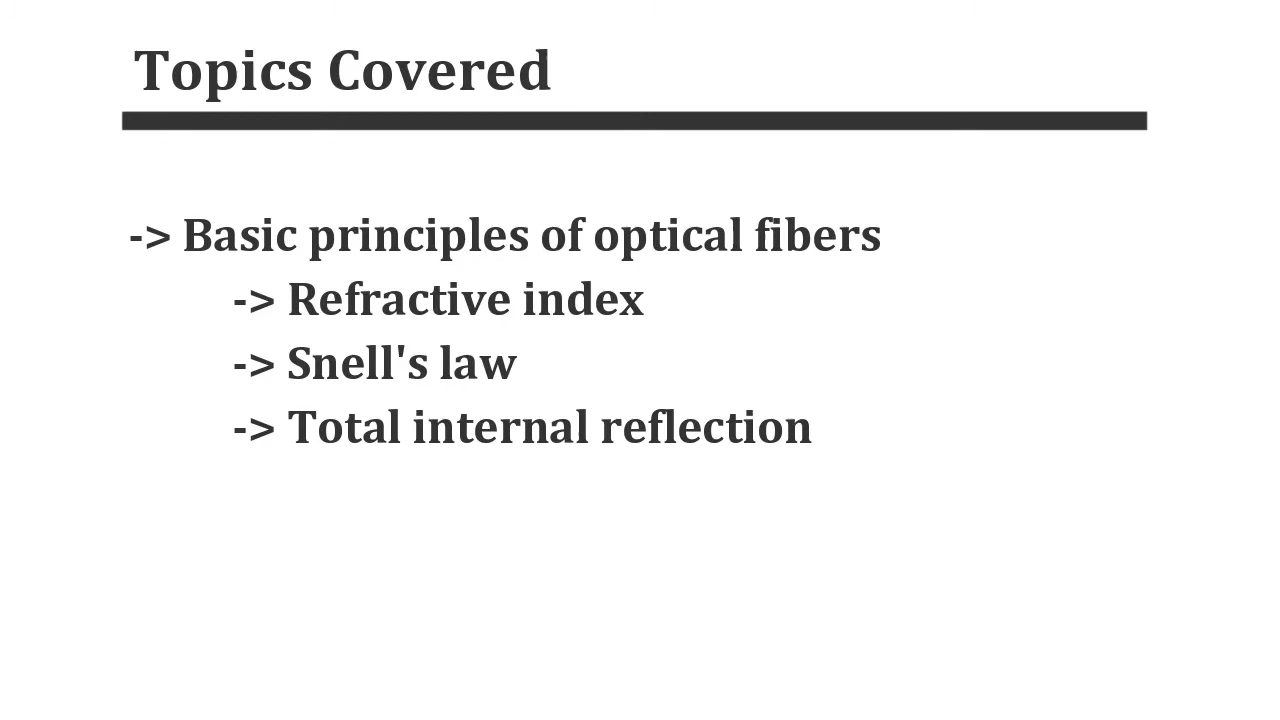 Topics Covered
-> Basic principles of optical fibers
-> Refractive index
-> Snell's law
-> Total internal reflection